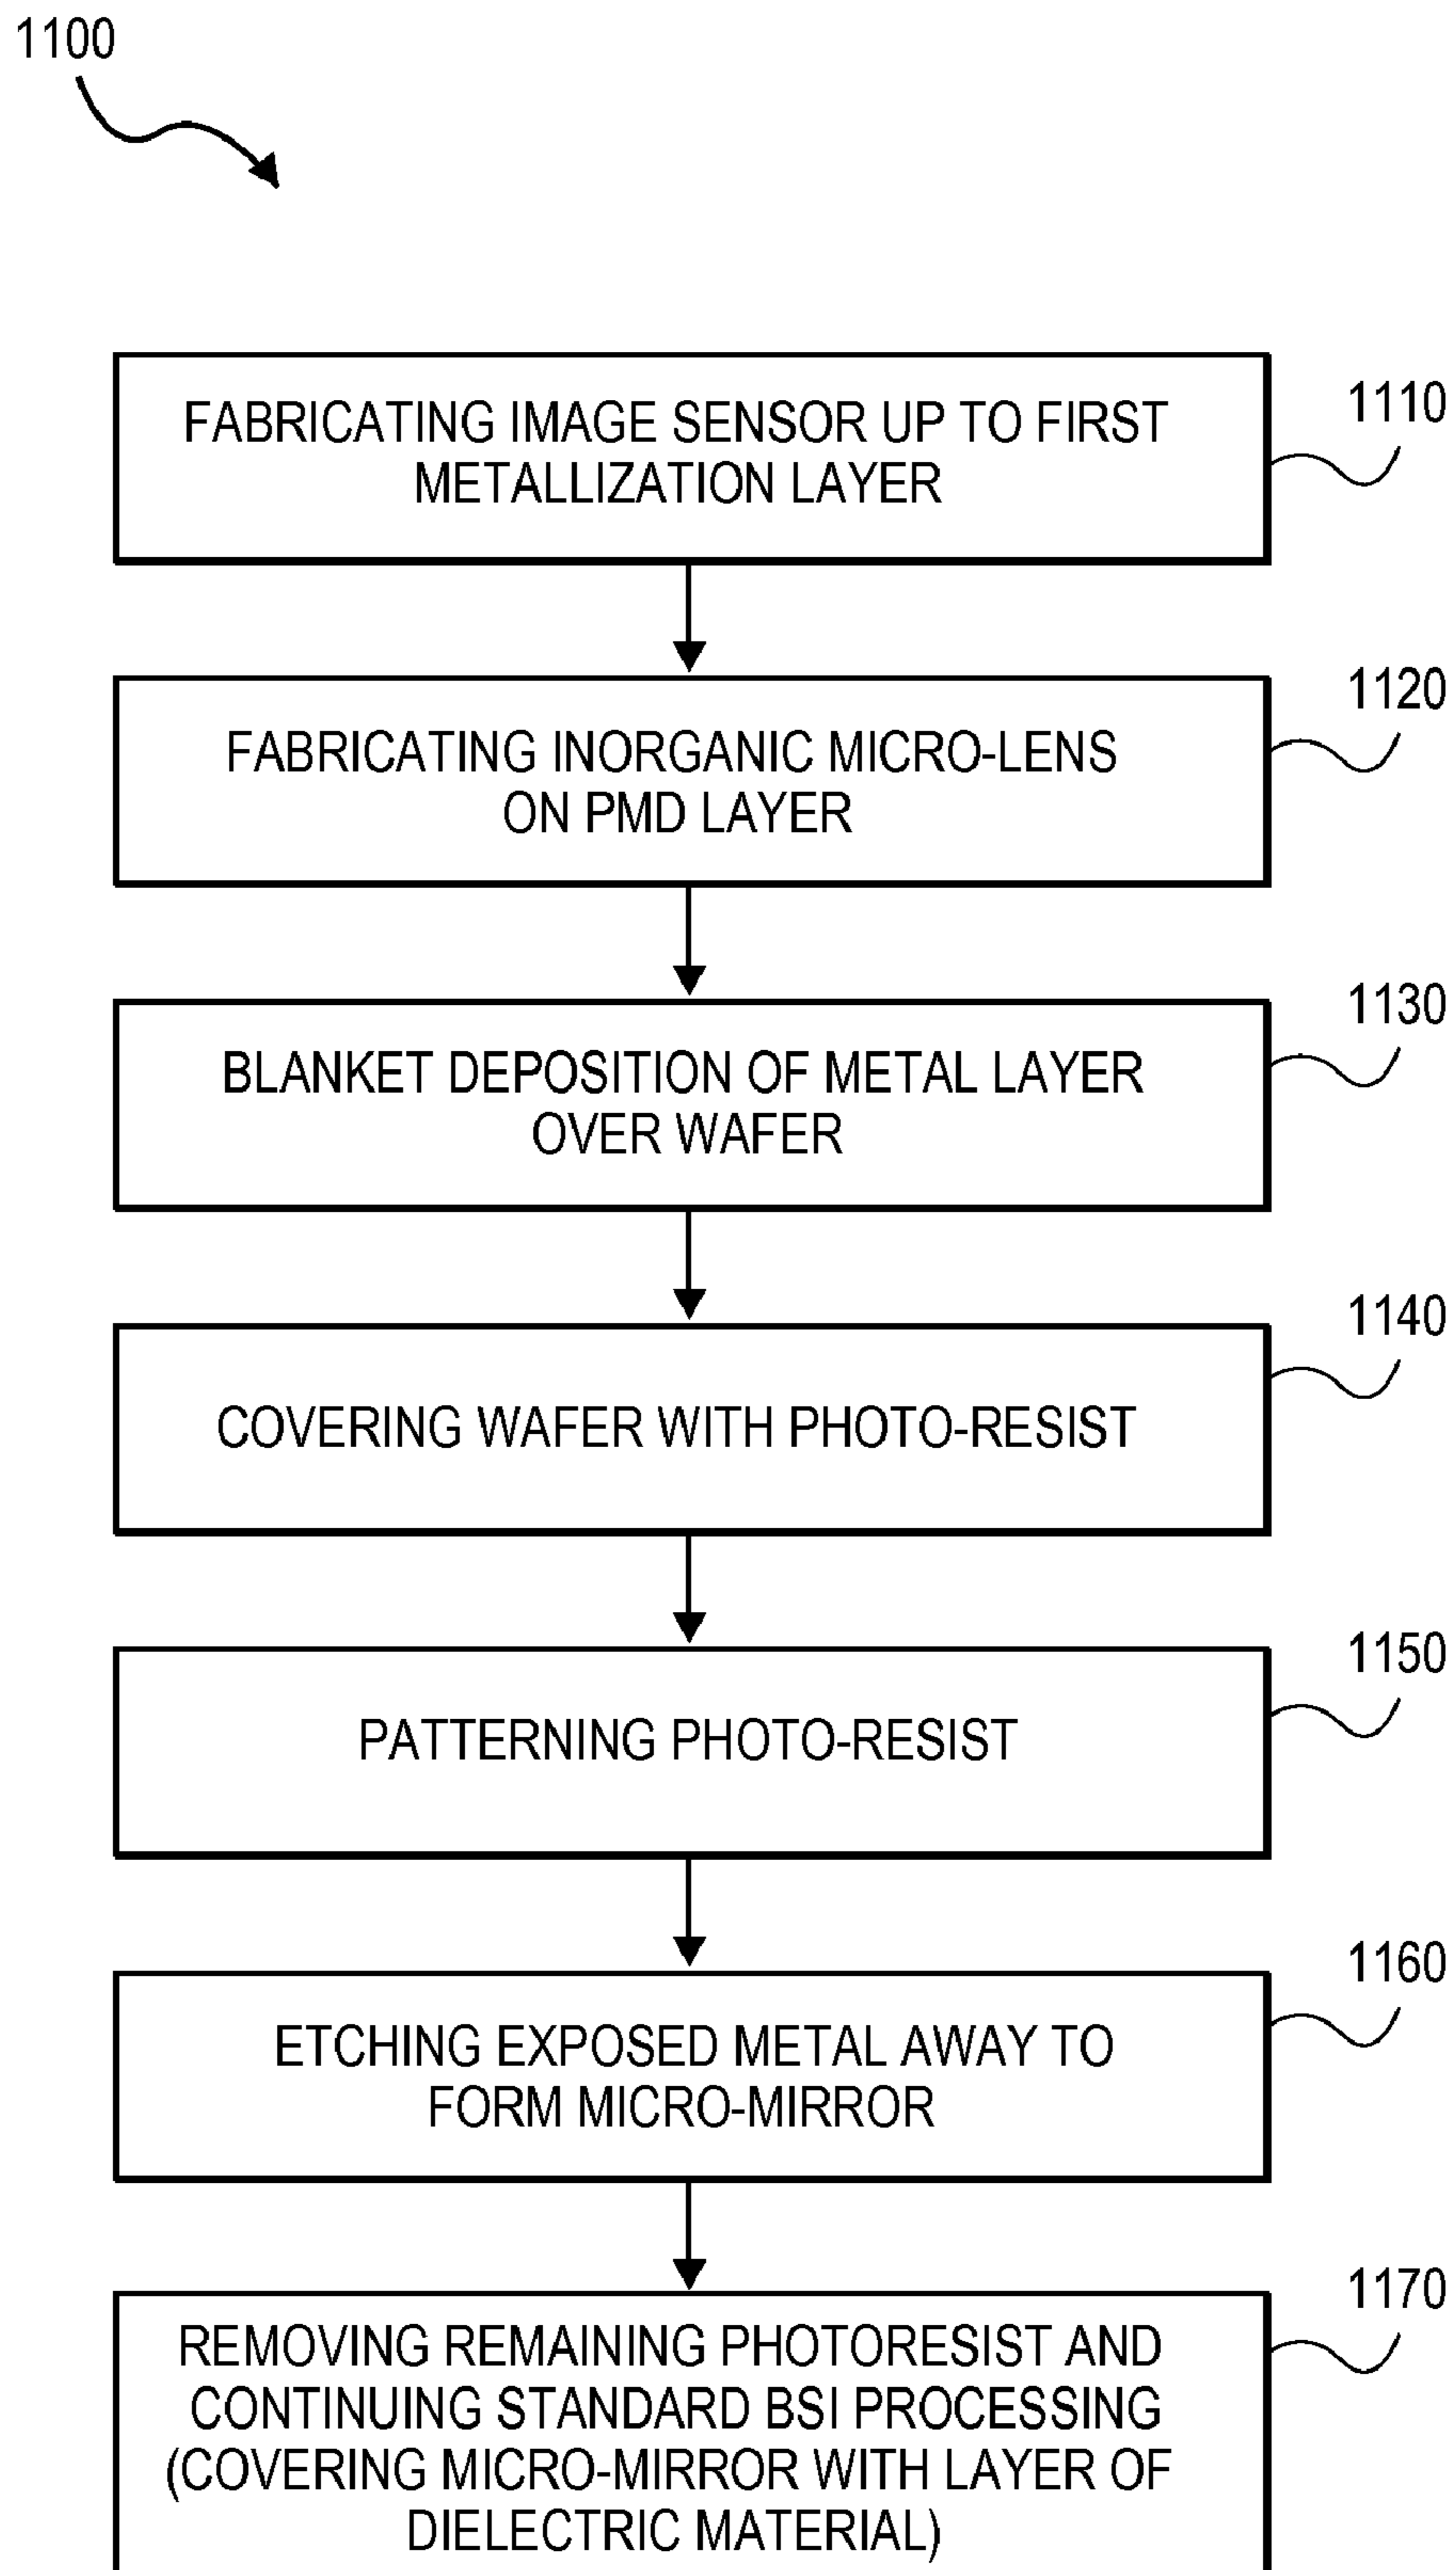 1100
FABRICATING IMAGE SENSOR UP TO FIRST
METALLIZATION LAYER
1110
FABRICATING INORGANIC MICRO-LENS
ON PMD LAYER
1120
BLANKET DEPOSITION OF METAL LAYER
OVER WAFER
1130
COVERING WAFER WITH PHOTO-RESIST
1140
PATTERNING PHOTO-RESIST
1150
ETCHING EXPOSED METAL AWAY TO
FORM MICRO-MIRROR
1160
REMOVING REMAINING PHOTORESIST AND
CONTINUING STANDARD BSI PROCESSING
(COVERING MICRO-MIRROR WITH LAYER OF
DIELECTRIC MATERIAL)
1170